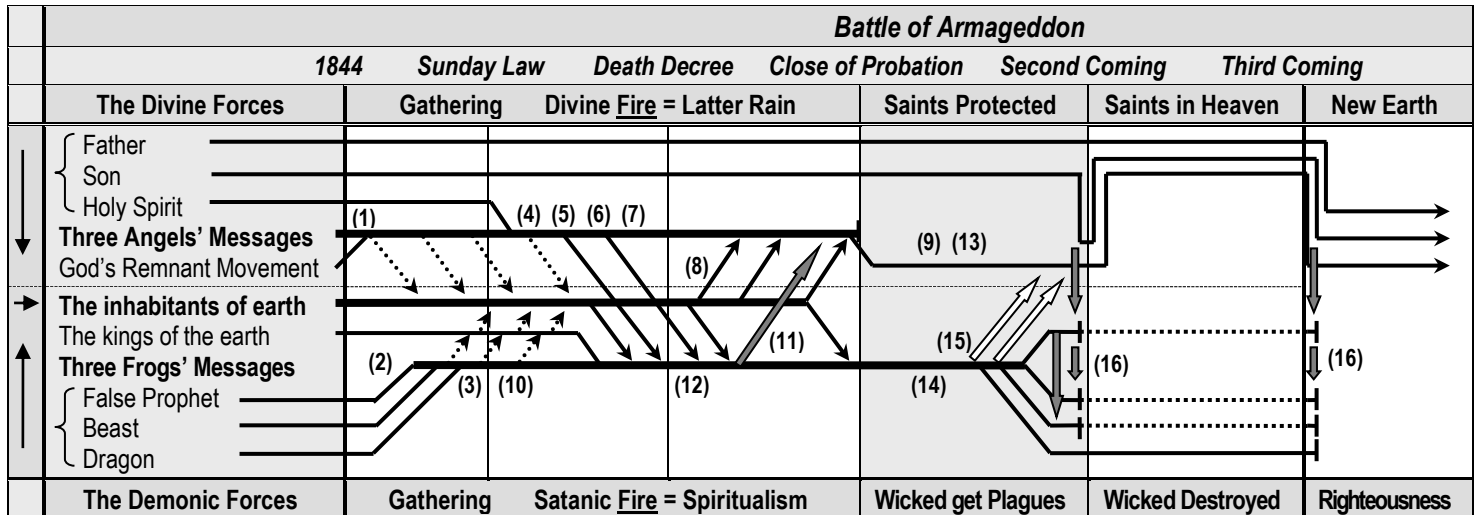 Battle of Armageddon
1844 Sunday Law Death Decree Close of Probation Second Coming Third Coming
The Divine Forces Gathering Divine Fire = Latter Rain Saints Protected Saints in Heaven New Earth
Father
Son
Holy Spirit
(1) (4) (5) (6) (7)
Three Angels' Messages
God's Remnant Movement (8) (9) (13)
The inhabitants of earth
The kings of the earth
(11) (15)
Three Frogs' Messages (2) (16) (16)
(3) (10) (12) (14)
False Prophet
Beast
Dragon
The Demonic Forces Gathering Satanic Fire = Spiritualism Wicked get Plagues Wicked Destroyed Righteousness